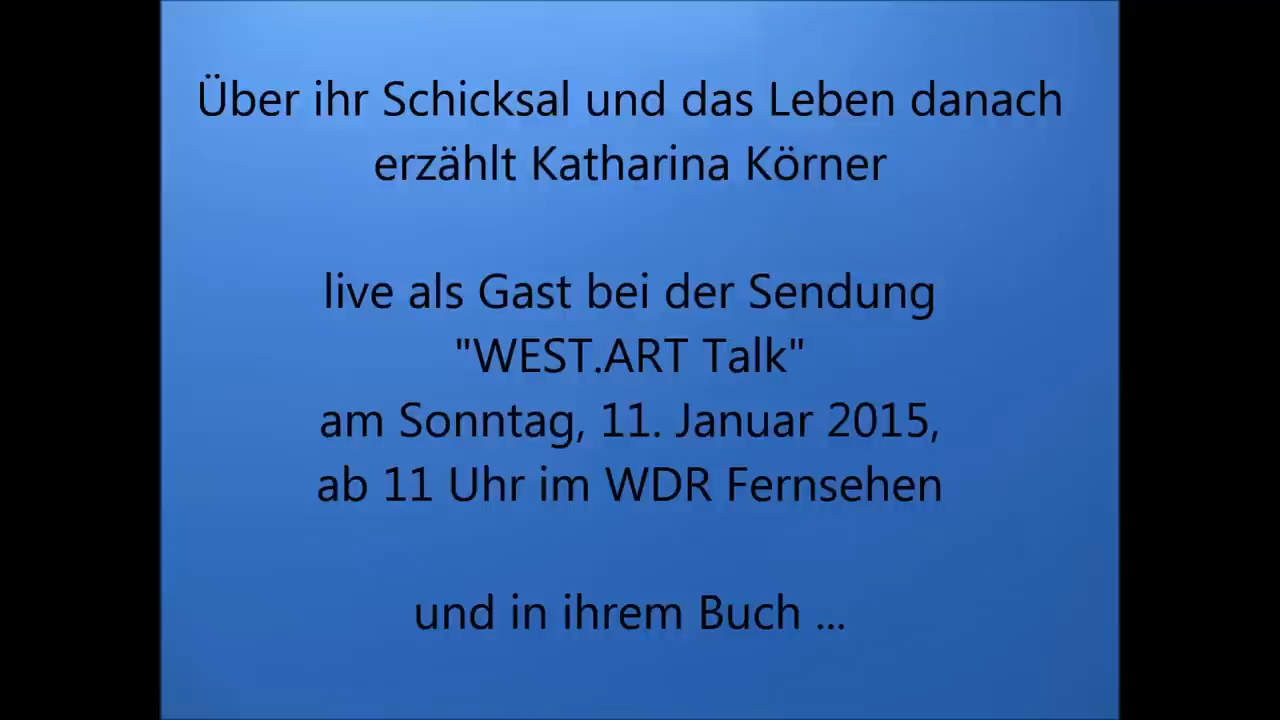 Über ihr Schicksal und das Leben danach
erzählt Katharina Körner
live als Gast bei der Sendung
"WEST.ART Talk"
am Sonntag, 11. Januar 2015,
ab 11 Uhr im WDR Fernsehen
und in ihrem Buch ...